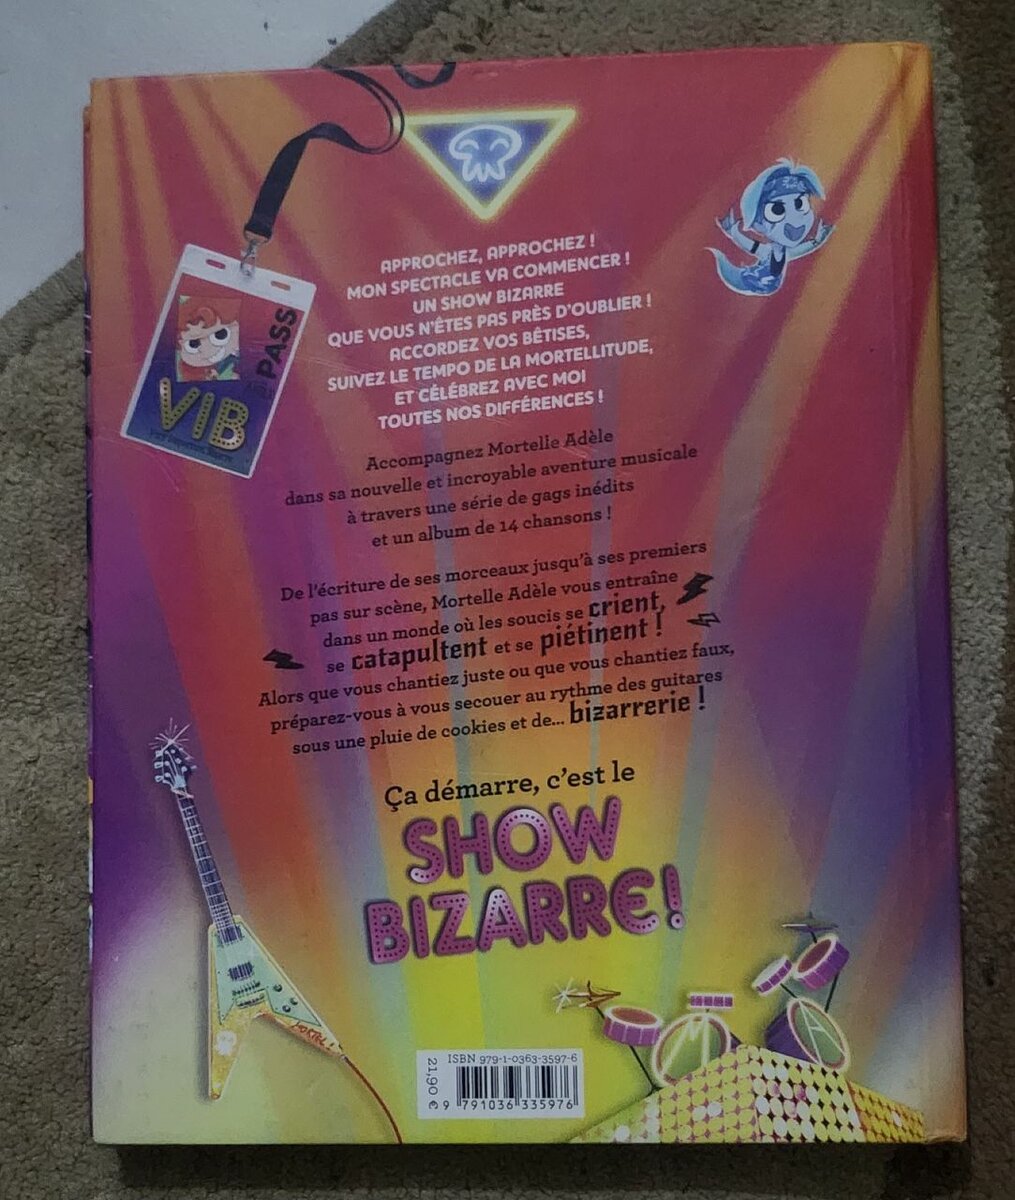 APPROCHEZ, APPROCHEZ !
MON SPECTACLE VA COMMENCER !
UN SHOW BIZARRE
QUE VOUS N'ÊTES PAS PRÈS D'OUBLIER !
ACCORDEZ VOS BÊTISES,
SUIVEZ LE TEMPO DE LA MORTELLITUDE,
ET CÉLÉBREZ AVEC MOI
TOUTES NOS DIFFÉRENCES !
PASS
VIB
Accompagnez Mortelle Adèle
dans sa nouvelle et incroyable aventure musicale
à travers une série de gags inédits
et un album de 14 chansons !
De l'écriture de ses morceaux jusqu'à ses premiers
pas sur scène, Mortelle Adèle vous entraîne
dans un monde où les soucis se crient,
se catapultent et se piétinent !
Alors que vous chantiez juste ou que vous chantiez faux,
préparez-vous à vous secouer au rythme des guitares
sous une pluie de cookies et de... bizarrerie !
Ça démarre, c'est le
SHOW
BIZARRE !
MORTEL !
M A
ISBN 979-1-0363-3597-6
21,90 €
9 791036 335976